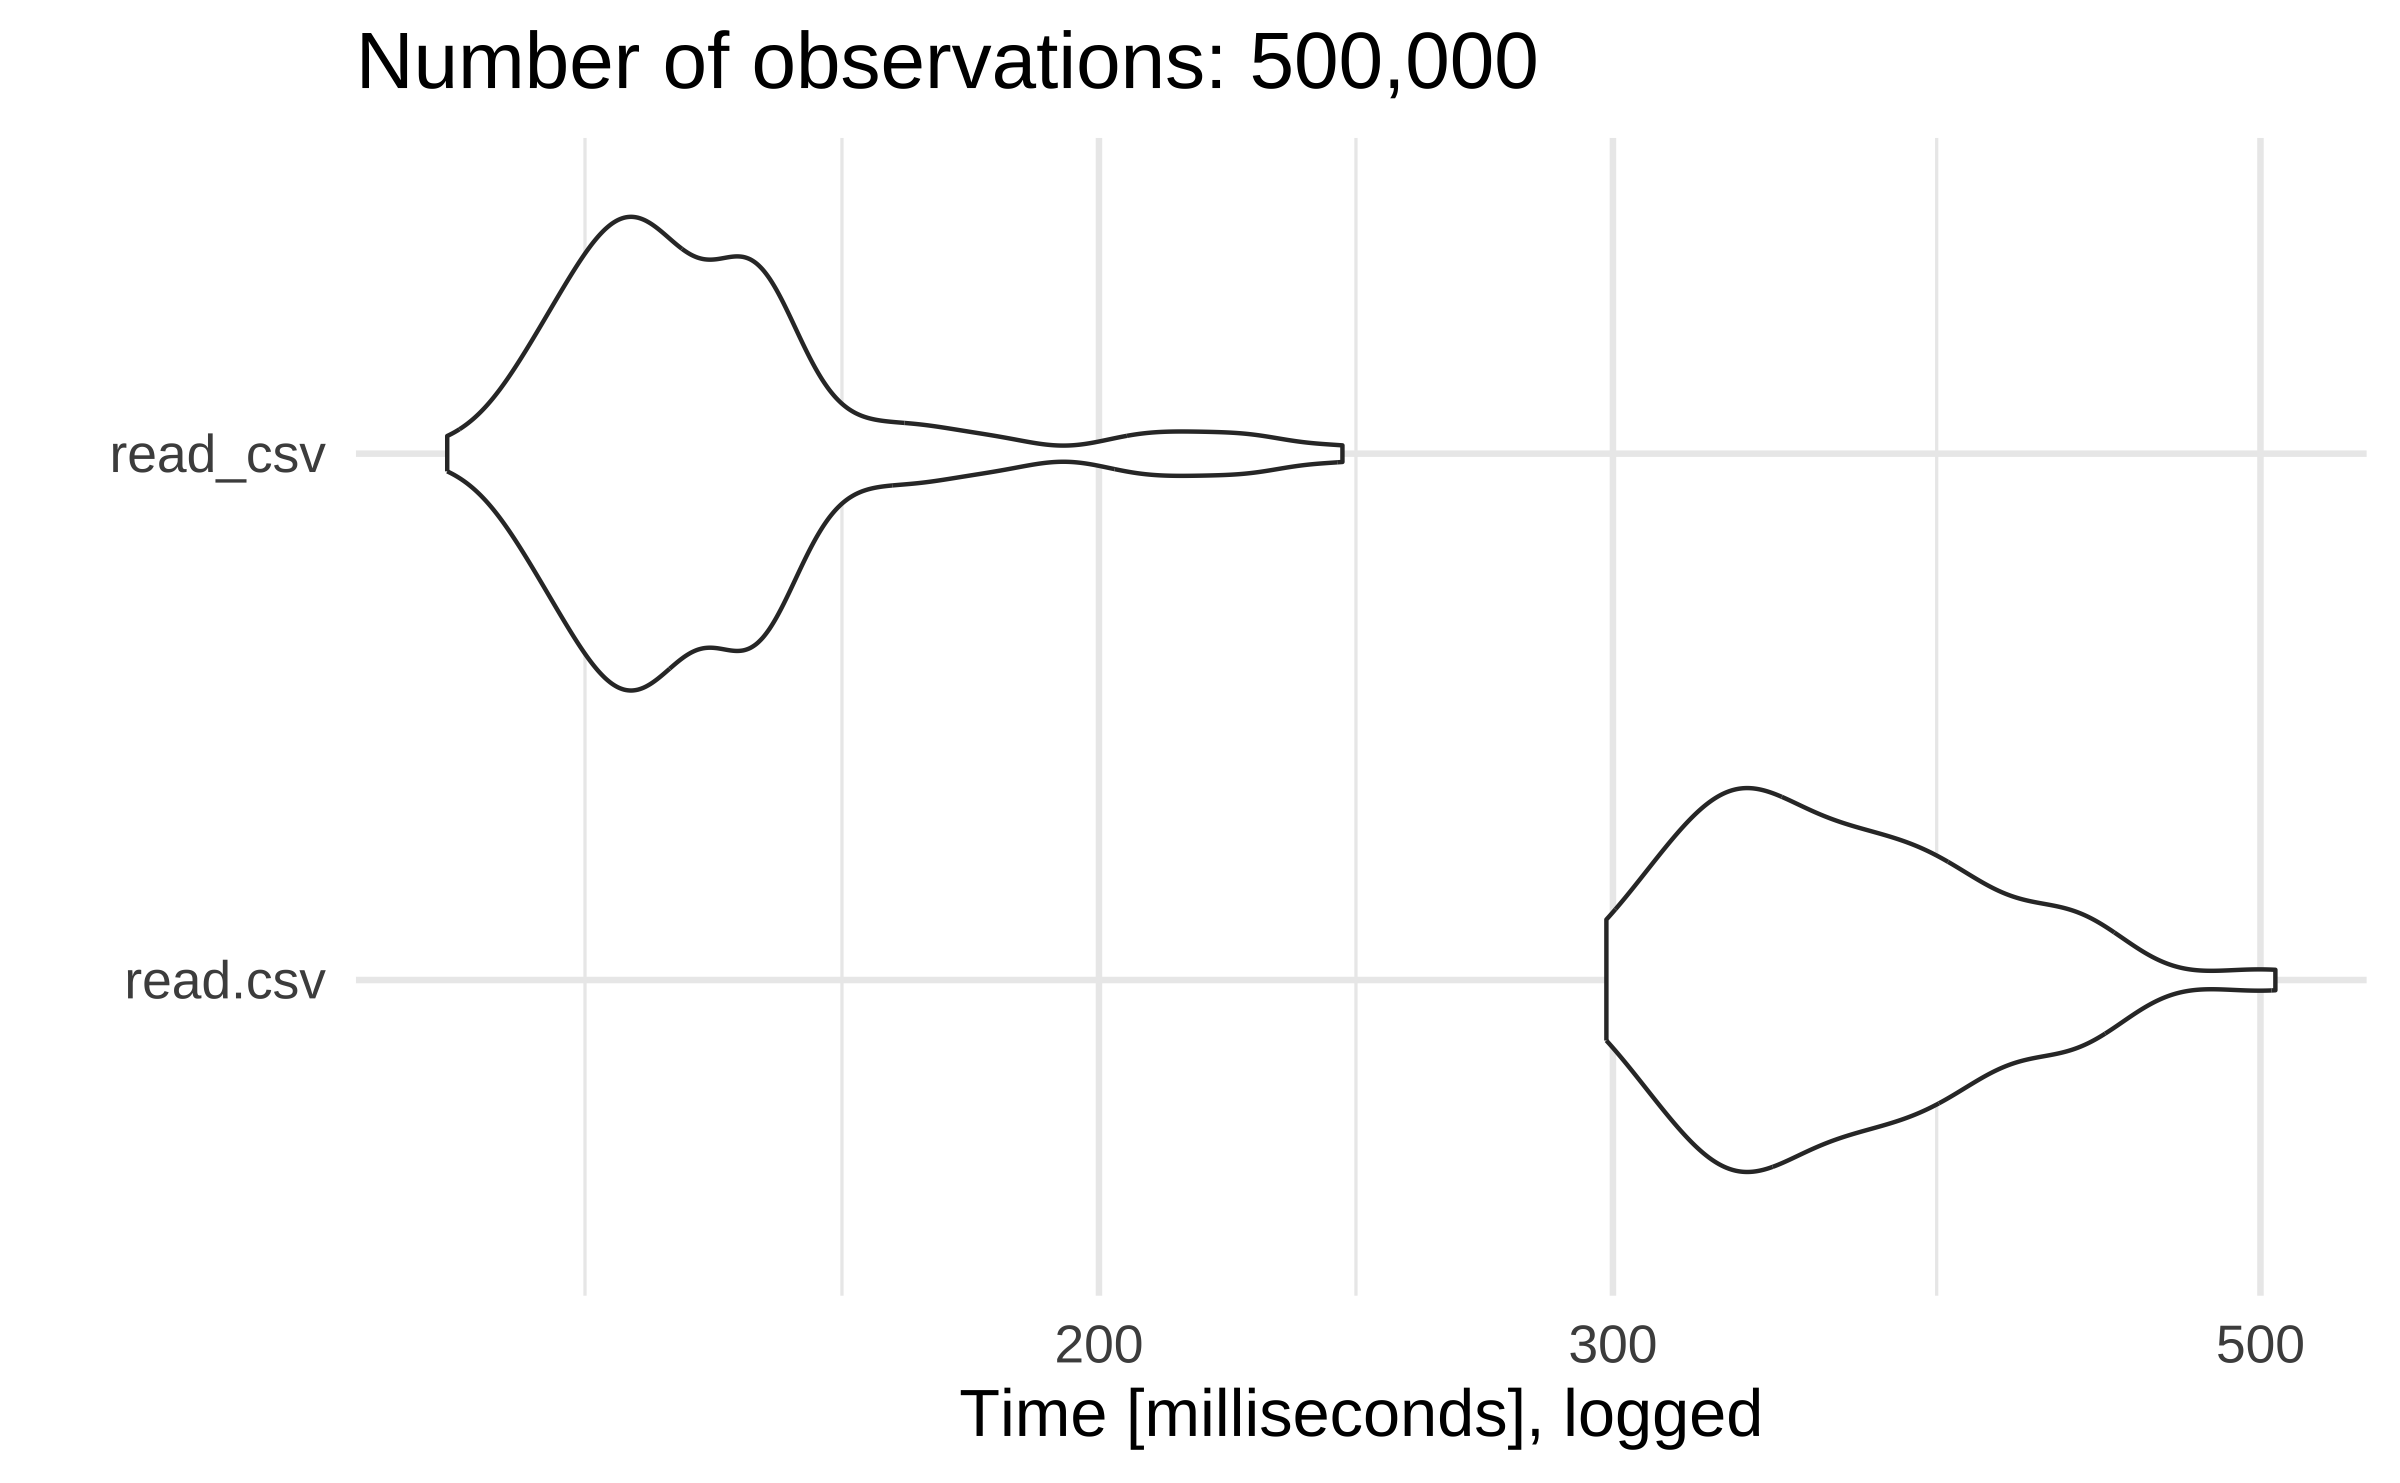 Number of observations: 500,000
read_csv
read.csv
200 300 500
Time [milliseconds], logged